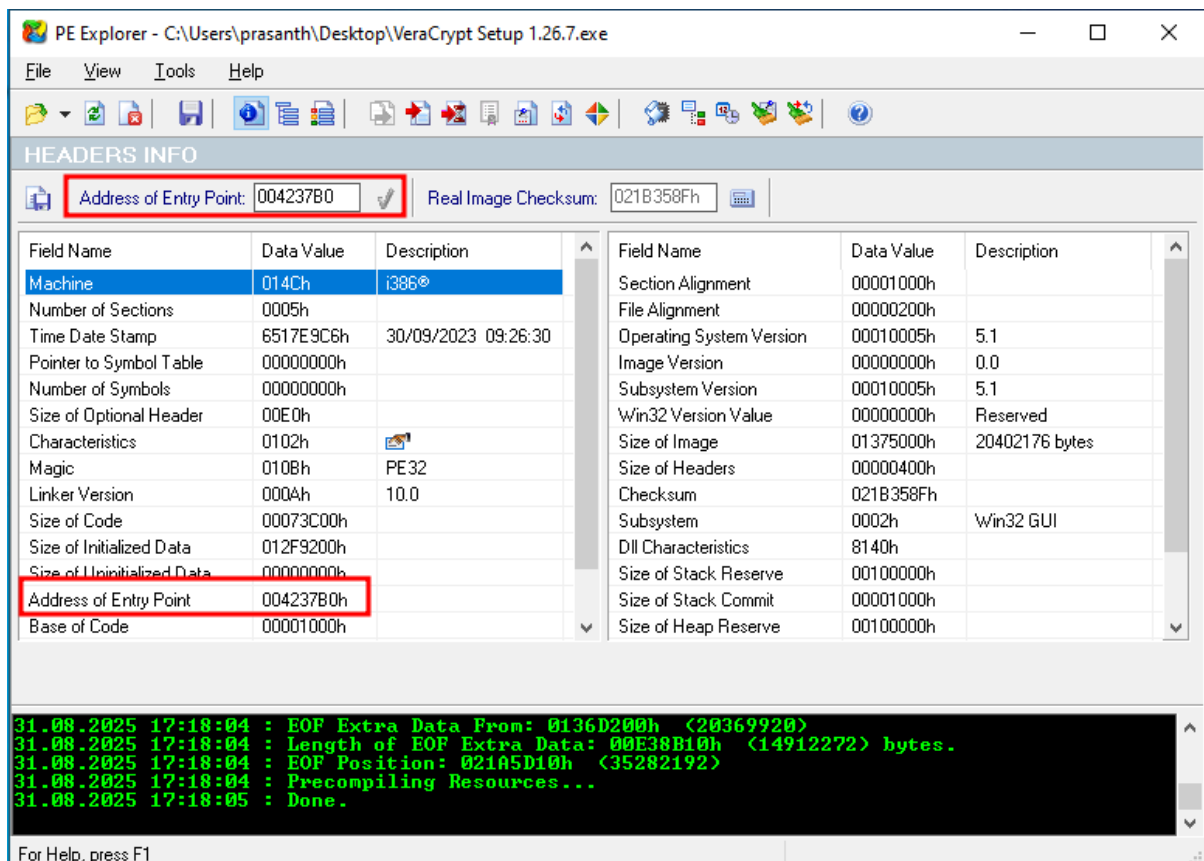 PE Explorer - C:\Users\prasanth\Desktop\VeraCrypt Setup 1.26.7.exe
File View Tools Help
HEADERS INFO
Address of Entry Point: 004237B0 Real Image Checksum: 021B358Fh
Field Name Data Value Description Field Name Data Value Description
Machine 014Ch i386® Section Alignment 00001000h
Number of Sections 0005h File Alignment 00000200h
Time Date Stamp 6517E9C6h 30/09/2023 09:26:30 Operating System Version 00010005h 5.1
Pointer to Symbol Table 00000000h Image Version 00000000h 0.0
Number of Symbols 00000000h Subsystem Version 00010005h 5.1
Size of Optional Header 00E0h Win32 Version Value 00000000h Reserved
Characteristics 0102h Size of Image 01375000h 20402176 bytes
Magic 010Bh PE32 Size of Headers 00000400h
Linker Version 000Ah 10.0 Checksum 021B358Fh
Size of Code 00073C00h Subsystem 0002h Win32 GUI
Size of Initialized Data 012F9200h Dll Characteristics 8140h
Size of Uninitialized Data 00000000h Size of Stack Reserve 00100000h
Address of Entry Point 004237B0h Size of Stack Commit 00001000h
Base of Code 00001000h Size of Heap Reserve 00100000h
31.08.2025 17:18:04 : EOF Extra Data From: 0136D200h (20369920)
31.08.2025 17:18:04 : Length of EOF Extra Data: 00E38B10h (14912272) bytes.
31.08.2025 17:18:04 : EOF Position: 021A5D10h (35282192)
31.08.2025 17:18:04 : Precompiling Resources...
31.08.2025 17:18:05 : Done.
For Help, press F1